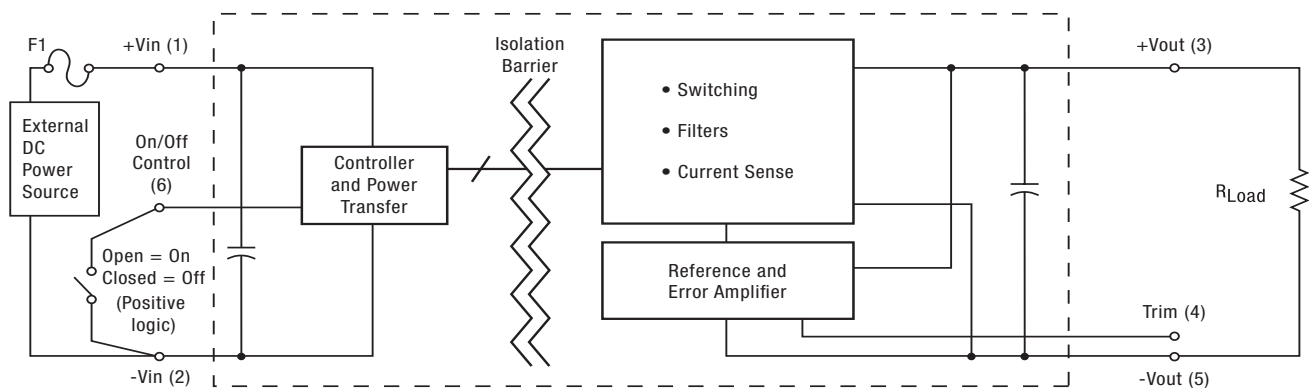 F1
+Vin (1)
External
DC
Power
Source
On/Off
Control
(6)
Open = On
Closed = Off
(Positive
logic)
-Vin (2)
Controller
and Power
Transfer
Isolation
Barrier
• Switching
• Filters
• Current Sense
Reference and
Error Amplifier
+Vout (3)
RLoad
Trim (4)
-Vout (5)